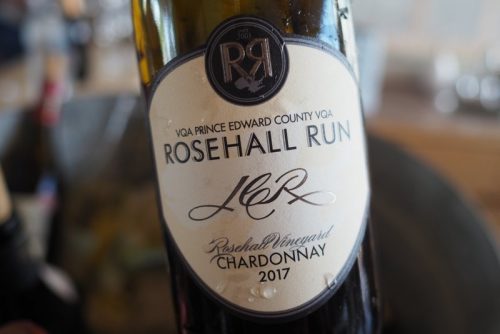 RR
VQA PRINCE EDWARD COUNTY VQA
ROSEHALL RUN
JCR
Rosehall Vineyard
CHARDONNAY
2017